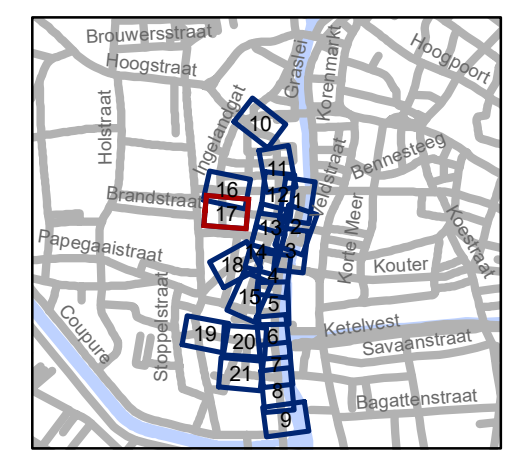 Brouwersstraat
Hoogstraat
Graslei
Korenmarkt
Hoogpoort
Holstraat
Ingelandgat
10
Bennesteeg
11
Veldstraat
16
12
1
Brandstraat
17
Korte Meer
Koestraat
13
2
Papegaaistraat
14
3
18
Kouter
4
15
5
Coupure
Stoppelstraat
19
20
6
Ketelvest
Savaanstraat
21
7
8
Bagattenstraat
9